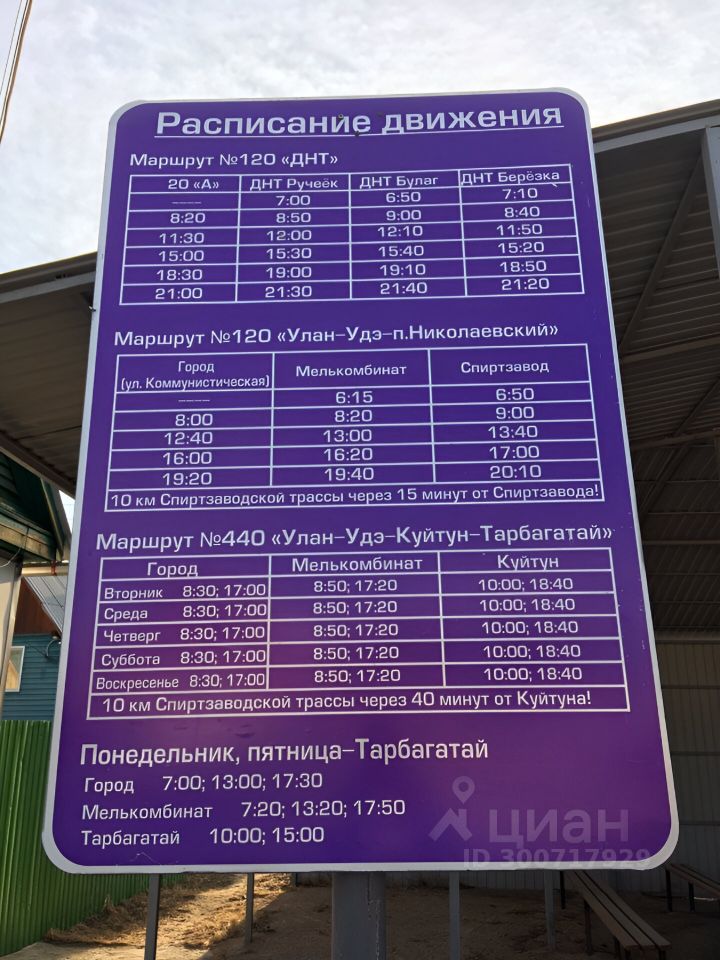 Расписание движения
Маршрут №120 «ДНТ»
20 «А» ДНТ Ручеёк ДНТ Булаг ДНТ Берёзка
---- 7:00 6:50 7:10
8:20 8:50 9:00 8:40
11:30 12:00 12:10 11:50
15:00 15:30 15:40 15:20
18:30 19:00 19:10 18:50
21:00 21:30 21:40 21:20
Маршрут №120 «Улан-Удэ-п.Николаевский»
Город (ул. Коммунистическая) Мелькомбинат Спиртзавод
---- 6:15 6:50
8:00 8:20 9:00
12:40 13:00 13:40
16:00 16:20 17:00
19:20 19:40 20:10
10 км Спиртзаводской трассы через 15 минут от Спиртзавода!
Маршрут №440 «Улан-Удэ-Куйтун-Тарбагатай»
Город Мелькомбинат Куйтун
Вторник 8:30; 17:00 8:50; 17:20 10:00; 18:40
Среда 8:30; 17:00 8:50; 17:20 10:00; 18:40
Четверг 8:30; 17:00 8:50; 17:20 10:00; 18:40
Суббота 8:30; 17:00 8:50; 17:20 10:00; 18:40
Воскресенье 8:30; 17:00 8:50; 17:20 10:00; 18:40
10 км Спиртзаводской трассы через 40 минут от Куйтуна!
Понедельник, пятница-Тарбагатай
Город 7:00; 13:00; 17:30
Мелькомбинат 7:20; 13:20; 17:50
Тарбагатай 10:00; 15:00
циан
ID 300717929